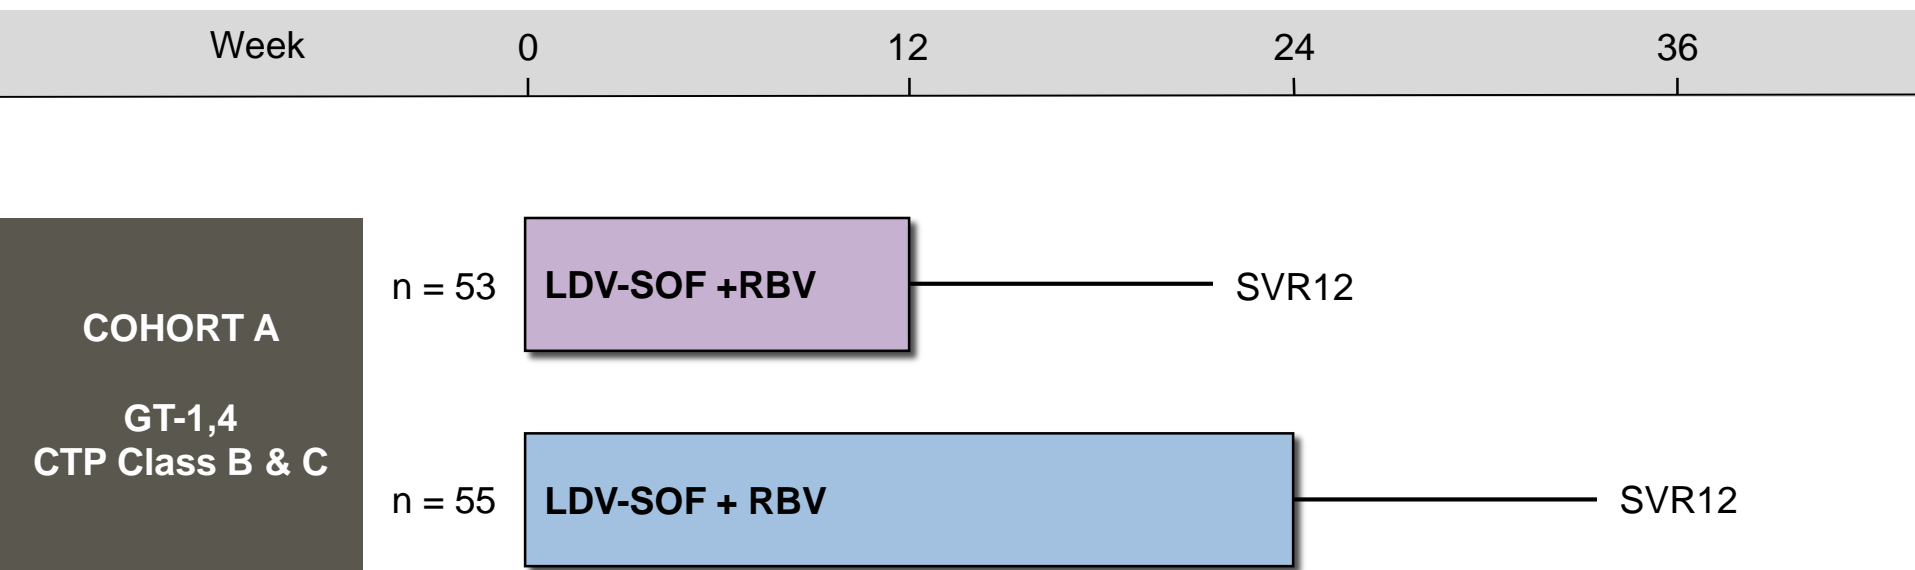 Week 0 12 24 36
COHORT A
GT-1,4
CTP Class B & C
n = 53 LDV-SOF +RBV SVR12
n = 55 LDV-SOF + RBV SVR12